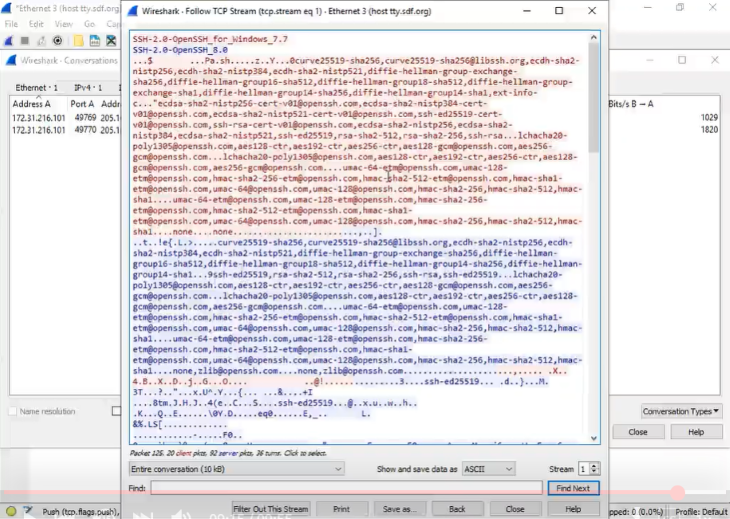 *Ethernet 3 (host tty.sdf.org)
File Edit View Go
Wireshark · Follow TCP Stream (tcp.stream eq 1) · Ethernet 3 (host tty.sdf.org)
Wireshark · Conversations
Ethernet · 1 IPv4 · 1
Address A Port A Addr
172.31.216.101 49769 205.1
172.31.216.101 49770 205.1
Bits/s B → A
1029
1820
SSH-2.0-OpenSSH_for_Windows_7.7
SSH-2.0-OpenSSH_8.0
...$ ...Pa.sh.....z..Y...0curve25519-sha256,curve25519-sha256@libssh.org,ecdh-sha2-
nistp256,ecdh-sha2-nistp384,ecdh-sha2-nistp521,diffie-hellman-group-exchange-
sha256,diffie-hellman-group16-sha512,diffie-hellman-group18-sha512,diffie-hellman-group-
exchange-sha1,diffie-hellman-group14-sha256,diffie-hellman-group14-sha1,ext-info-
c..."ecdsa-sha2-nistp256-cert-v01@openssh.com,ecdsa-sha2-nistp384-cert-
v01@openssh.com,ecdsa-sha2-nistp521-cert-v01@openssh.com,ssh-ed25519-cert-
v01@openssh.com,ssh-rsa-cert-v01@openssh.com,ecdsa-sha2-nistp256,ecdsa-sha2-
nistp384,ecdsa-sha2-nistp521,ssh-ed25519,rsa-sha2-512,rsa-sha2-256,ssh-rsa...lchacha20-
poly1305@openssh.com,aes128-ctr,aes192-ctr,aes256-ctr,aes128-gcm@openssh.com,aes256-
gcm@openssh.com...lchacha20-poly1305@openssh.com,aes128-ctr,aes192-ctr,aes256-ctr,aes128-
gcm@openssh.com,aes256-gcm@openssh.com....umac-64-etm@openssh.com,umac-128-
etm@openssh.com,hmac-sha2-256-etm@openssh.com,hmac-sha2-512-etm@openssh.com,hmac-
sha1-etm@openssh.com,umac-64@openssh.com,umac-128@openssh.com,hmac-sha2-256,hmac-sha2-512,hmac-
sha1....umac-64-etm@openssh.com,umac-128-etm@openssh.com,hmac-sha2-256-
etm@openssh.com,hmac-sha2-512-etm@openssh.com,hmac-sha1-
etm@openssh.com,umac-64@openssh.com,umac-128@openssh.com,hmac-sha2-256,hmac-sha2-512,hmac-
sha1....none....none
..t..!e{.L.>.....curve25519-sha256,curve25519-sha256@libssh.org,ecdh-sha2-nistp256,ecdh-
sha2-nistp384,ecdh-sha2-nistp521,diffie-hellman-group-exchange-sha256,diffie-hellman-
group16-sha512,diffie-hellman-group18-sha512,diffie-hellman-group14-sha256,diffie-hellman-
group14-sha1...9ssh-ed25519,rsa-sha2-512,rsa-sha2-256,ssh-rsa,ssh-ed25519...lchacha20-
poly1305@openssh.com,aes128-ctr,aes192-ctr,aes256-ctr,aes128-gcm@openssh.com,aes256-
gcm@openssh.com...lchacha20-poly1305@openssh.com,aes128-ctr,aes192-ctr,aes256-ctr,aes128-
gcm@openssh.com,aes256-gcm@openssh.com....umac-64-etm@openssh.com,umac-128-
etm@openssh.com,hmac-sha2-256-etm@openssh.com,hmac-sha2-512-etm@openssh.com,hmac-sha1-
etm@openssh.com,umac-64@openssh.com,umac-128@openssh.com,hmac-sha2-256,hmac-sha2-512,hmac-
sha1....umac-64-etm@openssh.com,umac-128-etm@openssh.com,hmac-sha2-256-
etm@openssh.com,hmac-sha2-512-etm@openssh.com,hmac-sha1-
etm@openssh.com,umac-64@openssh.com,umac-128@openssh.com,hmac-sha2-256,hmac-sha2-512,hmac-
sha1....none,zlib@openssh.com....none,zlib@openssh.com
ssh-ed25519
ssh-ed25519
Packet 125. 20 client pkts, 92 server pkts, 36 turns. Click to select.
Entire conversation (10 kB) Show and save data as ASCII Stream 1
Find: Find Next
Filter Out This Stream Print Save as... Back Close Help
Name resolution
Conversation Types
Close Help
Push (tcp.flags.push),
pped: 0 (0.0%) Profile: Default